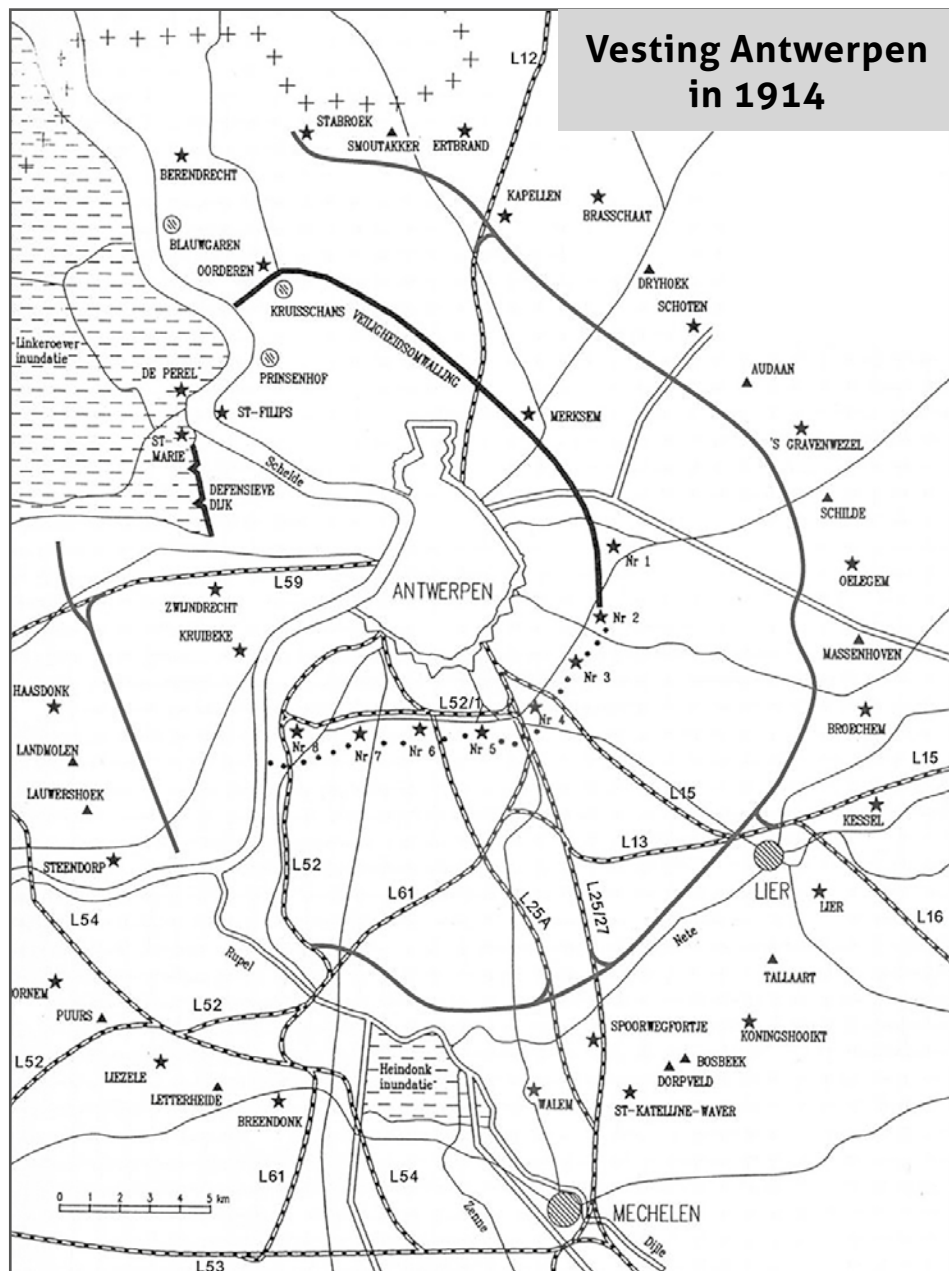 Vesting Antwerpen
in 1914
L12
STABROEK
SMOUTAKKER
ERTBRAND
BERENDRECHT
KAPELLEN
BRASSCHAAT
BLAUWGAREN
OORDEREN
DRYHOEK
KRUISSCHANS
SCHOTEN
VEILIGHEIDSOMWALLING
Linkeroever-
inundatie
PRINSENHOF
AUDAAN
DE PEREL
ST-FILIPS
MERKSEM
'S GRAVENWEZEL
ST-
MARIE
Schelde
DEFENSIEVE
DIJK
SCHILDE
Nr 1
OELEGEM
L59
ANTWERPEN
ZWIJNDRECHT
Nr 2
KRUIBEKE
MASSENHOVEN
Nr 3
HAASDONK
L52/1
Nr 4
BROECHEM
Nr 8
Nr 7
Nr 6
Nr 5
LANDMOLEN
L15
L15
LAUWERSHOEK
KESSEL
L13
STEENDORP
L52
LIER
L61
LIER
L25A
L25/27
L54
L16
Rupel
Nete
TALLAART
ORNEM
L52
PUURS
SPOORWEGFORTJE
KONINGSHOOIKT
L52
BOSBEEK
LIEZELE
Heindonk
inundatie
DORPVELD
LETTERHEIDE
WALEM
ST-KATELIJNE-WAVER
BREENDONK
L61
L54
0 1 2 3 4 5 km
Zenne
MECHELEN
Dijle
L53